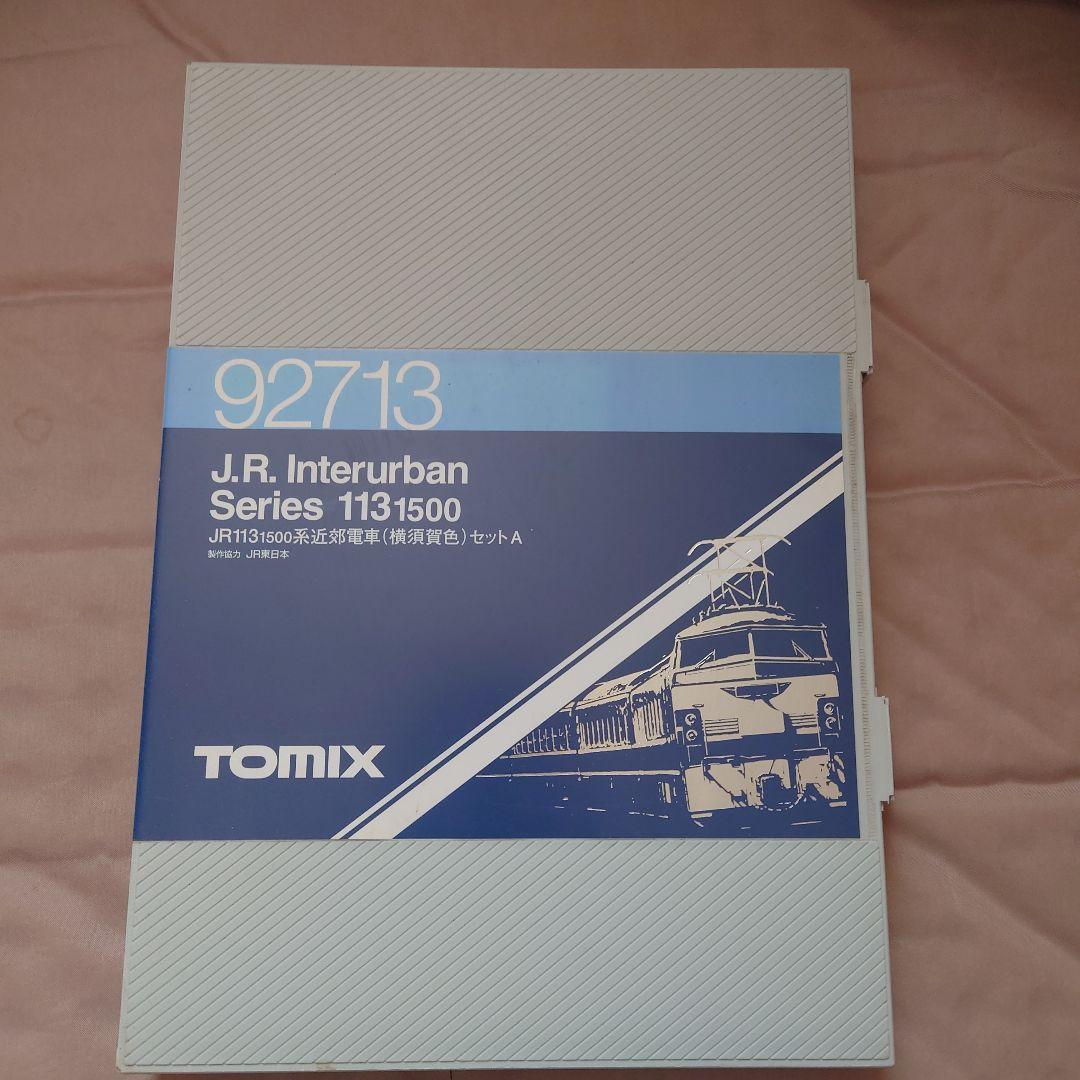 92713
J.R. Interurban
Series 113 1500
JR113 1500系近郊電車(横須賀色)セットA
製作協力 JR東日本
TOMIX